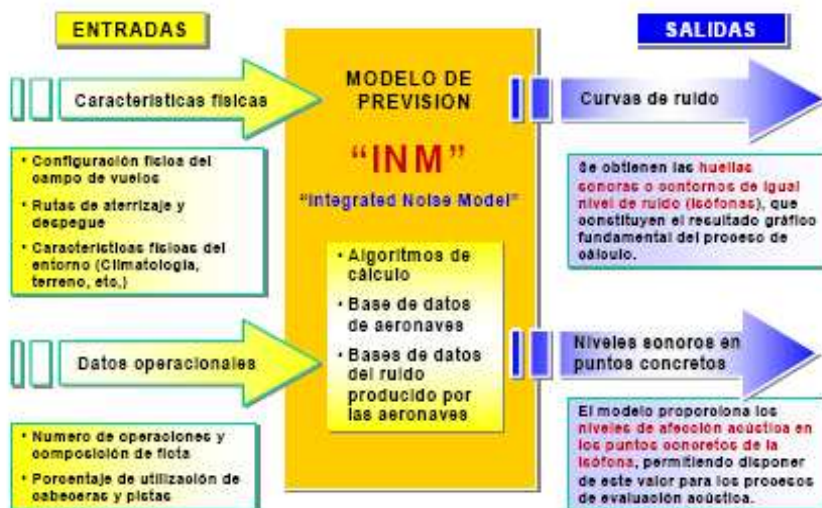 ENTRADAS
Características físicas
• Configuración física del
campo de vuelos
• Rutas de aterrizaje y
despegue
• Características físicas del
entorno (Climatología,
terreno, etc,)
Datos operacionales
• Numero de operaciones y
composición de flota
• Porcentaje de utilización de
cabeceras y pistas
MODELO DE
PREVISION
“INM”
“Integrated Noise Model”
• Algoritmos de
cálculo
• Base de datos
de aeronaves
• Bases de datos
del ruido
producido por
las aeronaves
SALIDAS
Curvas de ruido
Se obtienen las huellas
sonoras o contornos de igual
nivel de ruido (isófonas), que
constituyen el resultado gráfico
fundamental del proceso de
cálculo.
Niveles sonoros en
puntos concretos
El modelo proporciona los
niveles de afección acústica en
los puntos concretos de la
isófona, permitiendo disponer
de este valor para los procesos
de evaluación acústica.